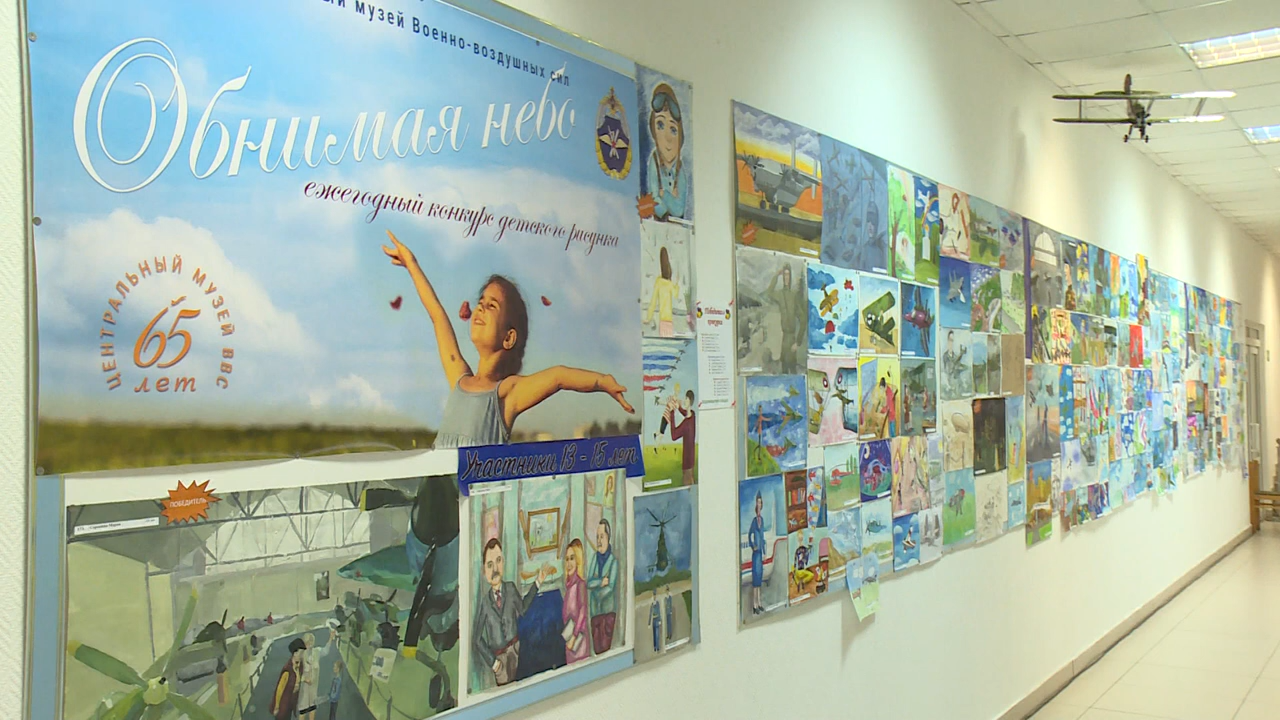 й музей Военно-воздушных сил
Обнимая небо
ежегодный конкурс детского рисунка
ЦЕНТРАЛЬНЫЙ МУЗЕЙ ВВС
65
лет
Участники 13 - 15 лет
ПОБЕДИТЕЛЬ